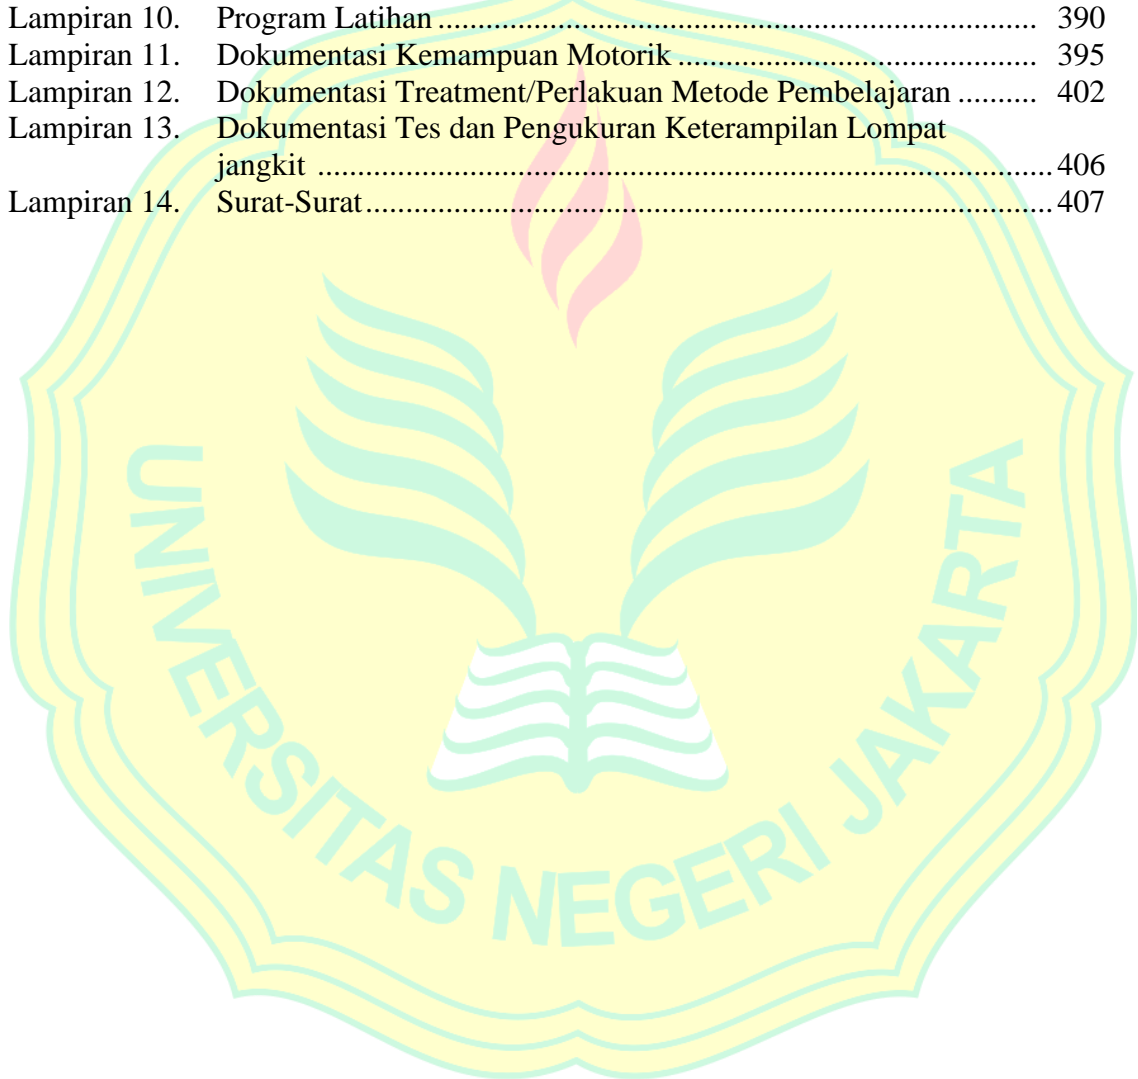 Lampiran 10. Program Latihan ........................................................................... 390
Lampiran 11. Dokumentasi Kemampuan Motorik ............................................. 395
Lampiran 12. Dokumentasi Treatment/Perlakuan Metode Pembelajaran .......... 402
Lampiran 13. Dokumentasi Tes dan Pengukuran Keterampilan Lompat
jangkit ............................................................................................ 406
Lampiran 14. Surat-Surat ...................................................................................... 407
UNIVERSITAS NEGERI JAKARTA